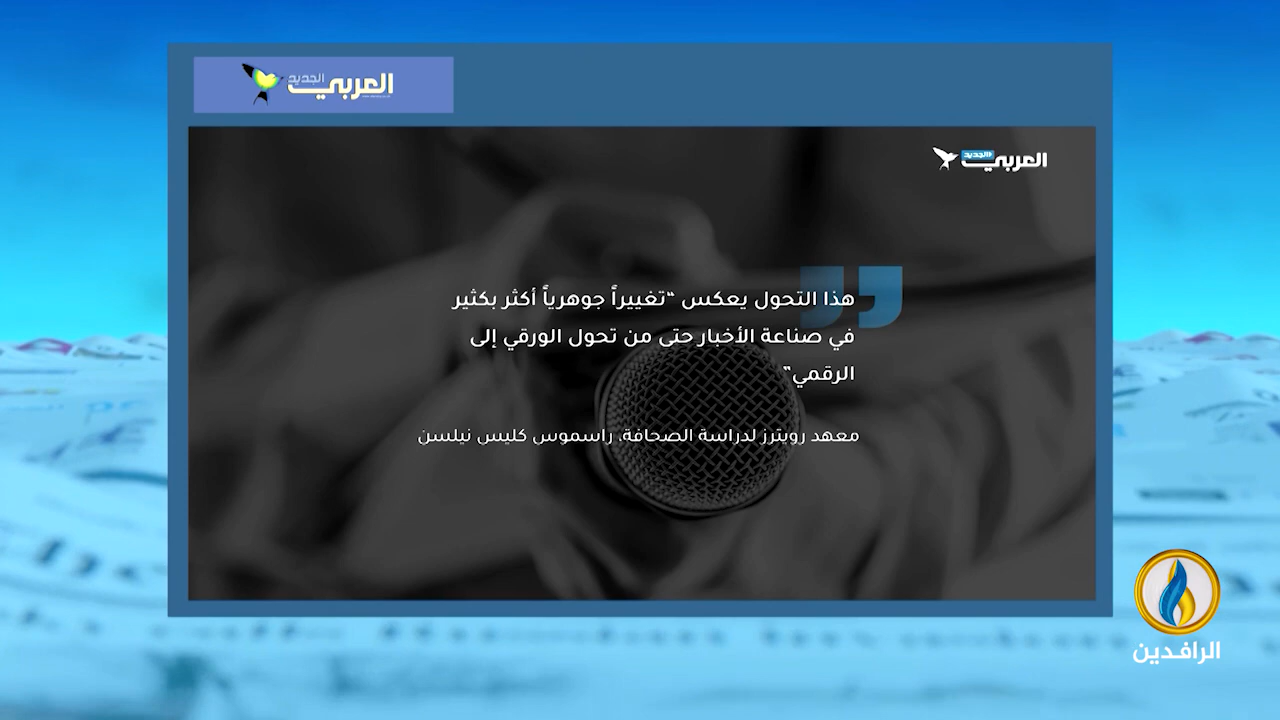 العربي الجديد
العربي الجديد
هذا التحول يعكس "تغييراً جوهرياً أكثر بكثير
في صناعة الأخبار حتى من تحول الورقي إلى
الرقمي"
معهد رويترز لدراسة الصحافة، راسموس كليس نيلسن
الرافدين